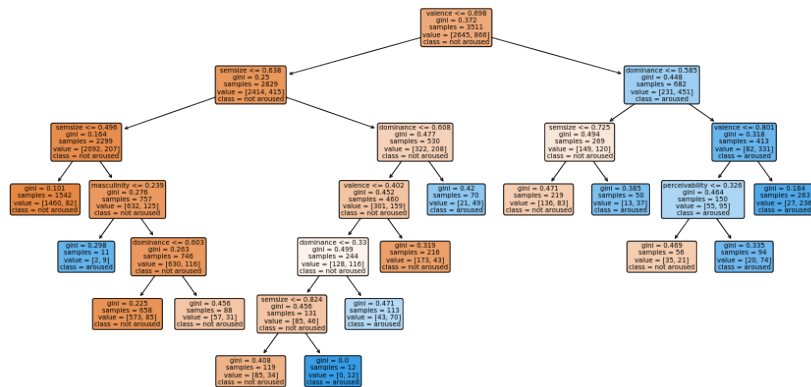 valence <= 0.698
gini = 0.372
samples = 3511
value = [2645, 866]
class = not aroused
semsize <= 0.638
gini = 0.25
samples = 2829
value = [2414, 415]
class = not aroused
dominance <= 0.585
gini = 0.448
samples = 682
value = [231, 451]
class = aroused
semsize <= 0.496
gini = 0.164
samples = 2299
value = [2092, 207]
class = not aroused
dominance <= 0.608
gini = 0.477
samples = 530
value = [322, 208]
class = not aroused
semsize <= 0.725
gini = 0.494
samples = 269
value = [149, 120]
class = not aroused
valence <= 0.801
gini = 0.318
samples = 413
value = [82, 331]
class = aroused
gini = 0.101
samples = 1542
value = [1460, 82]
class = not aroused
masculinity <= 0.239
gini = 0.276
samples = 757
value = [632, 125]
class = not aroused
valence <= 0.402
gini = 0.452
samples = 460
value = [301, 159]
class = not aroused
gini = 0.42
samples = 70
value = [21, 49]
class = aroused
gini = 0.471
samples = 219
value = [136, 83]
class = not aroused
gini = 0.385
samples = 50
value = [13, 37]
class = aroused
perceivability <= 0.326
gini = 0.464
samples = 150
value = [55, 95]
class = aroused
gini = 0.184
samples = 263
value = [27, 236]
class = aroused
gini = 0.298
samples = 11
value = [2, 9]
class = aroused
dominance <= 0.603
gini = 0.263
samples = 746
value = [630, 116]
class = not aroused
dominance <= 0.33
gini = 0.499
samples = 244
value = [128, 116]
class = not aroused
gini = 0.319
samples = 216
value = [173, 43]
class = not aroused
gini = 0.469
samples = 56
value = [35, 21]
class = not aroused
gini = 0.335
samples = 94
value = [20, 74]
class = aroused
gini = 0.225
samples = 658
value = [573, 85]
class = not aroused
gini = 0.456
samples = 88
value = [57, 31]
class = not aroused
semsize <= 0.824
gini = 0.456
samples = 131
value = [85, 46]
class = not aroused
gini = 0.471
samples = 113
value = [43, 70]
class = aroused
gini = 0.408
samples = 119
value = [85, 34]
class = not aroused
gini = 0.0
samples = 12
value = [0, 12]
class = aroused